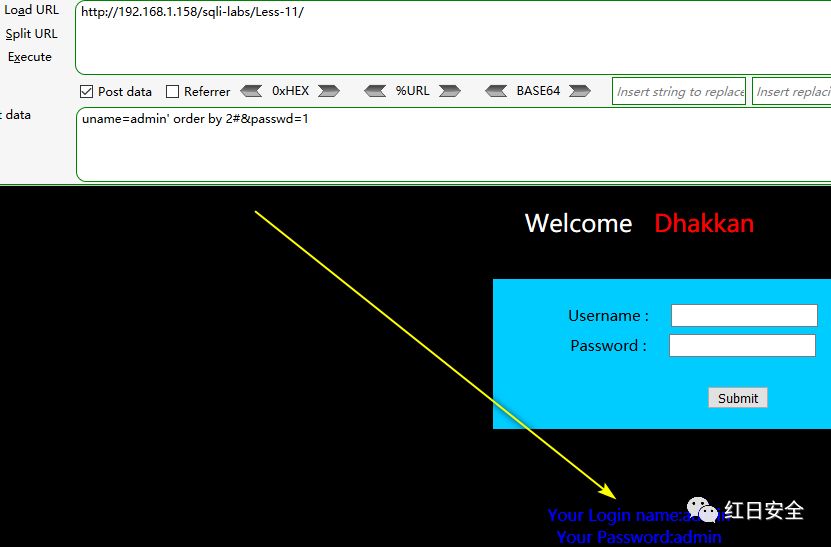 Load URL
http://192.168.1.158/sqli-labs/Less-11/
Split URL
Execute
Post data Referrer 0xHEX %URL BASE64 Insert string to replace Insert replaci
t data
uname=admin' order by 2#&passwd=1
Welcome Dhakkan
Username :
Password :
Submit
Your Login name:admin
Your Password:admin
红日安全